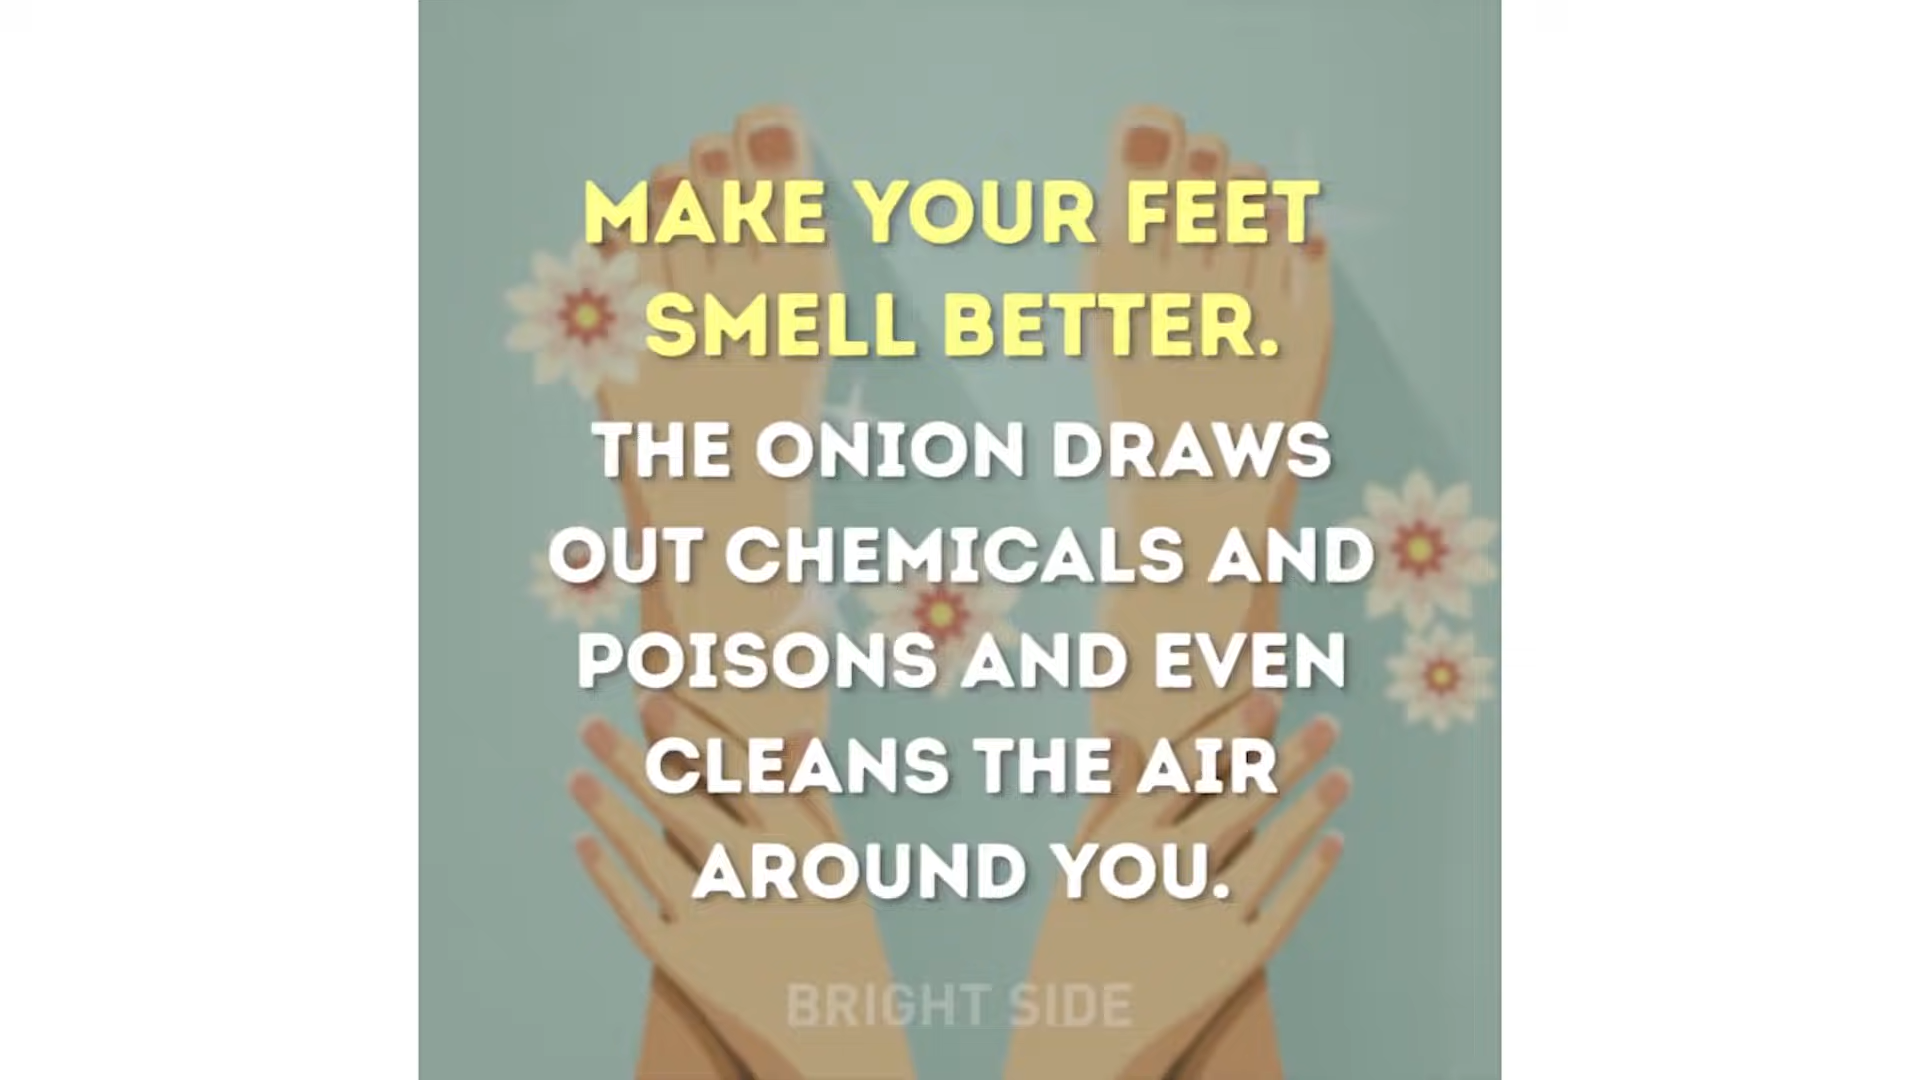 MAKE YOUR FEET
SMELL BETTER.
THE ONION DRAWS
OUT CHEMICALS AND
POISONS AND EVEN
CLEANS THE AIR
AROUND YOU.
BRIGHT SIDE